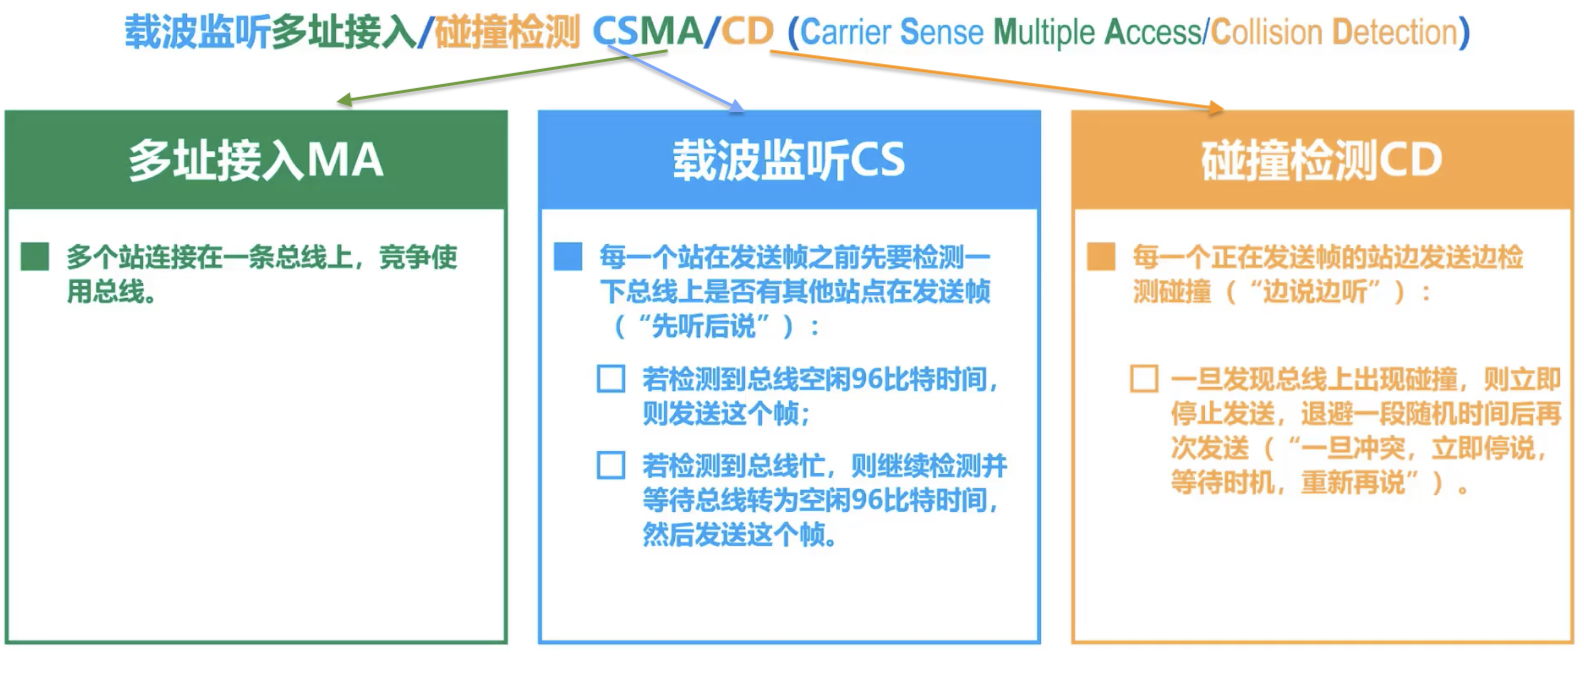 载波监听多址接入/碰撞检测 CSMA/CD (Carrier Sense Multiple Access/Collision Detection)
多址接入MA
多个站连接在一条总线上，竞争使
用总线。
载波监听CS
每一个站在发送帧之前先要检测一
下总线上是否有其他站点在发送帧
（“先听后说”）：
若检测到总线空闲96比特时间，
则发送这个帧；
若检测到总线忙，则继续检测并
等待总线转为空闲96比特时间，
然后发送这个帧。
碰撞检测CD
每一个正在发送帧的站边发送边检
测碰撞（“边说边听”）：
一旦发现总线上出现碰撞，则立即
停止发送，退避一段随机时间后再
次发送（“一旦冲突，立即停说，
等待时机，重新再说”）。